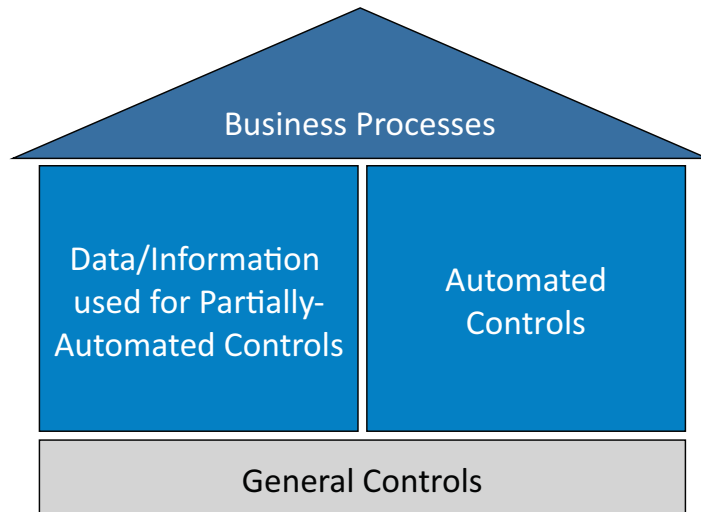 Business Processes
Data/Information
used for Partially-
Automated Controls
Automated
Controls
General Controls